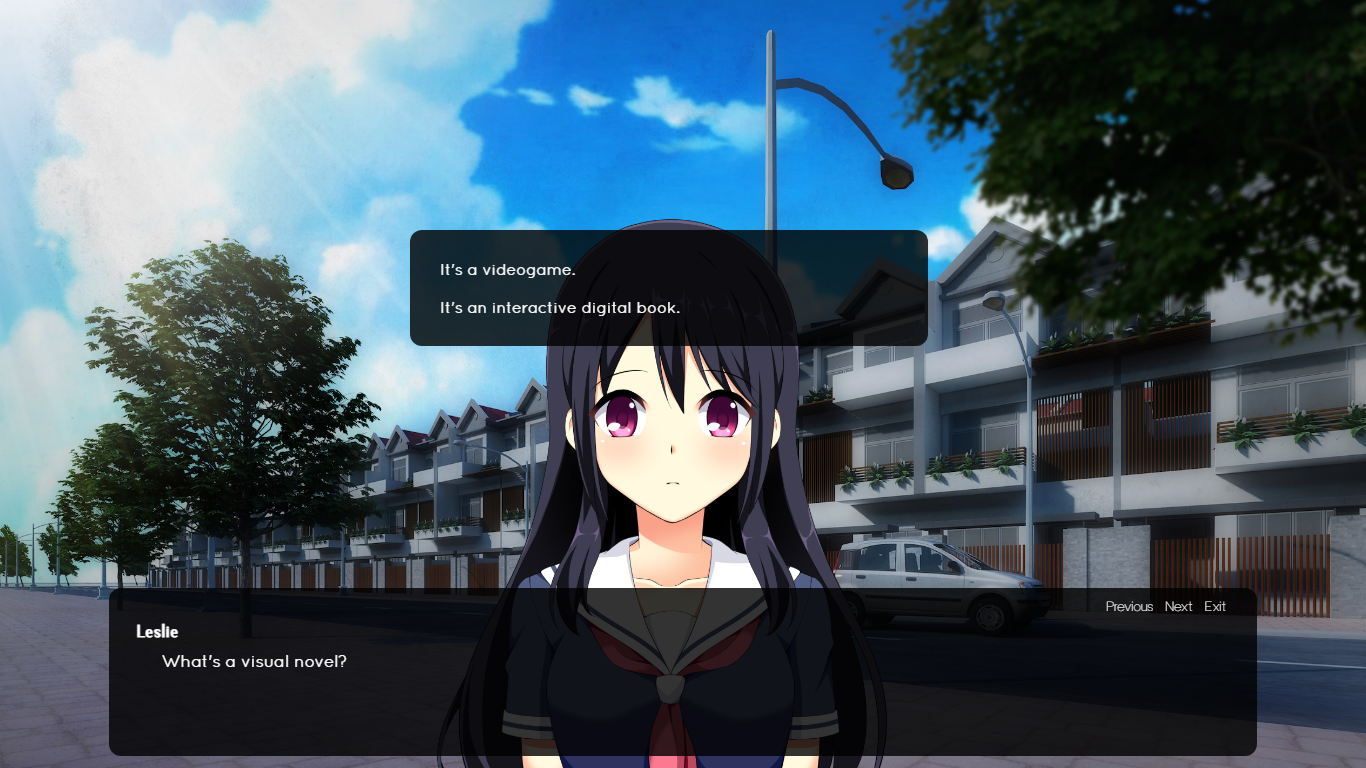 It's a videogame.
It's an interactive digital book.
Previous Next Exit
Leslie
What's a visual novel?